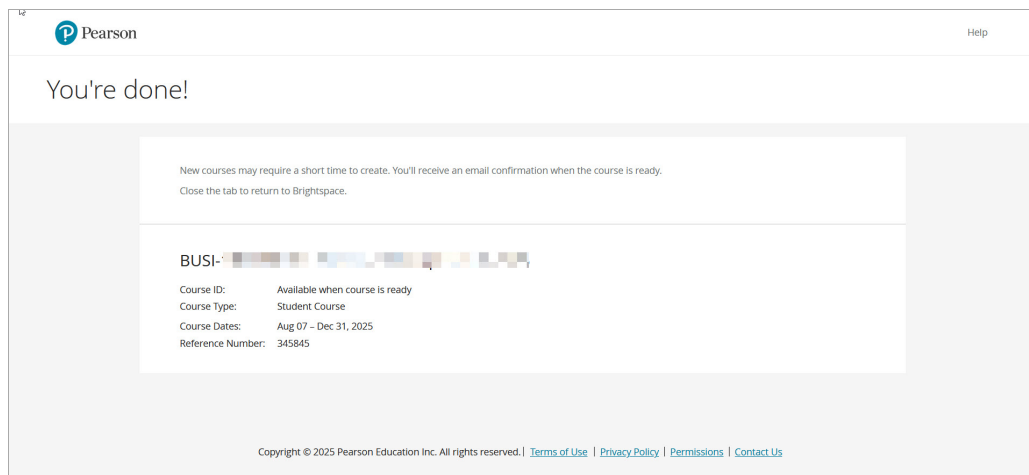 Pearson
Help
You're done!
New courses may require a short time to create. You'll receive an email confirmation when the course is ready.
Close the tab to return to Brightspace.
BUSI-
Course ID: Available when course is ready
Course Type: Student Course
Course Dates: Aug 07 – Dec 31, 2025
Reference Number: 345845
Copyright © 2025 Pearson Education Inc. All rights reserved. | Terms of Use | Privacy Policy | Permissions | Contact Us